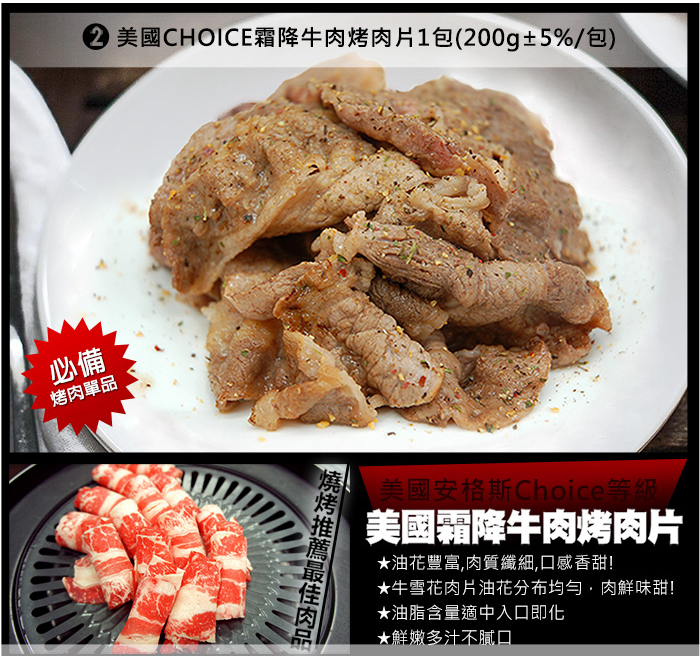 ❷ 美國CHOICE霜降牛肉烤肉片1包(200g±5%/包)
必備
烤肉單品
燒烤推薦最佳肉品
美國安格斯Choice等級
美國霜降牛肉烤肉片
★油花豐富,肉質纖細,口感香甜!
★牛雪花肉片油花分布均勻，肉鮮味甜!
★油脂含量適中入口即化
★鮮嫩多汁不膩口